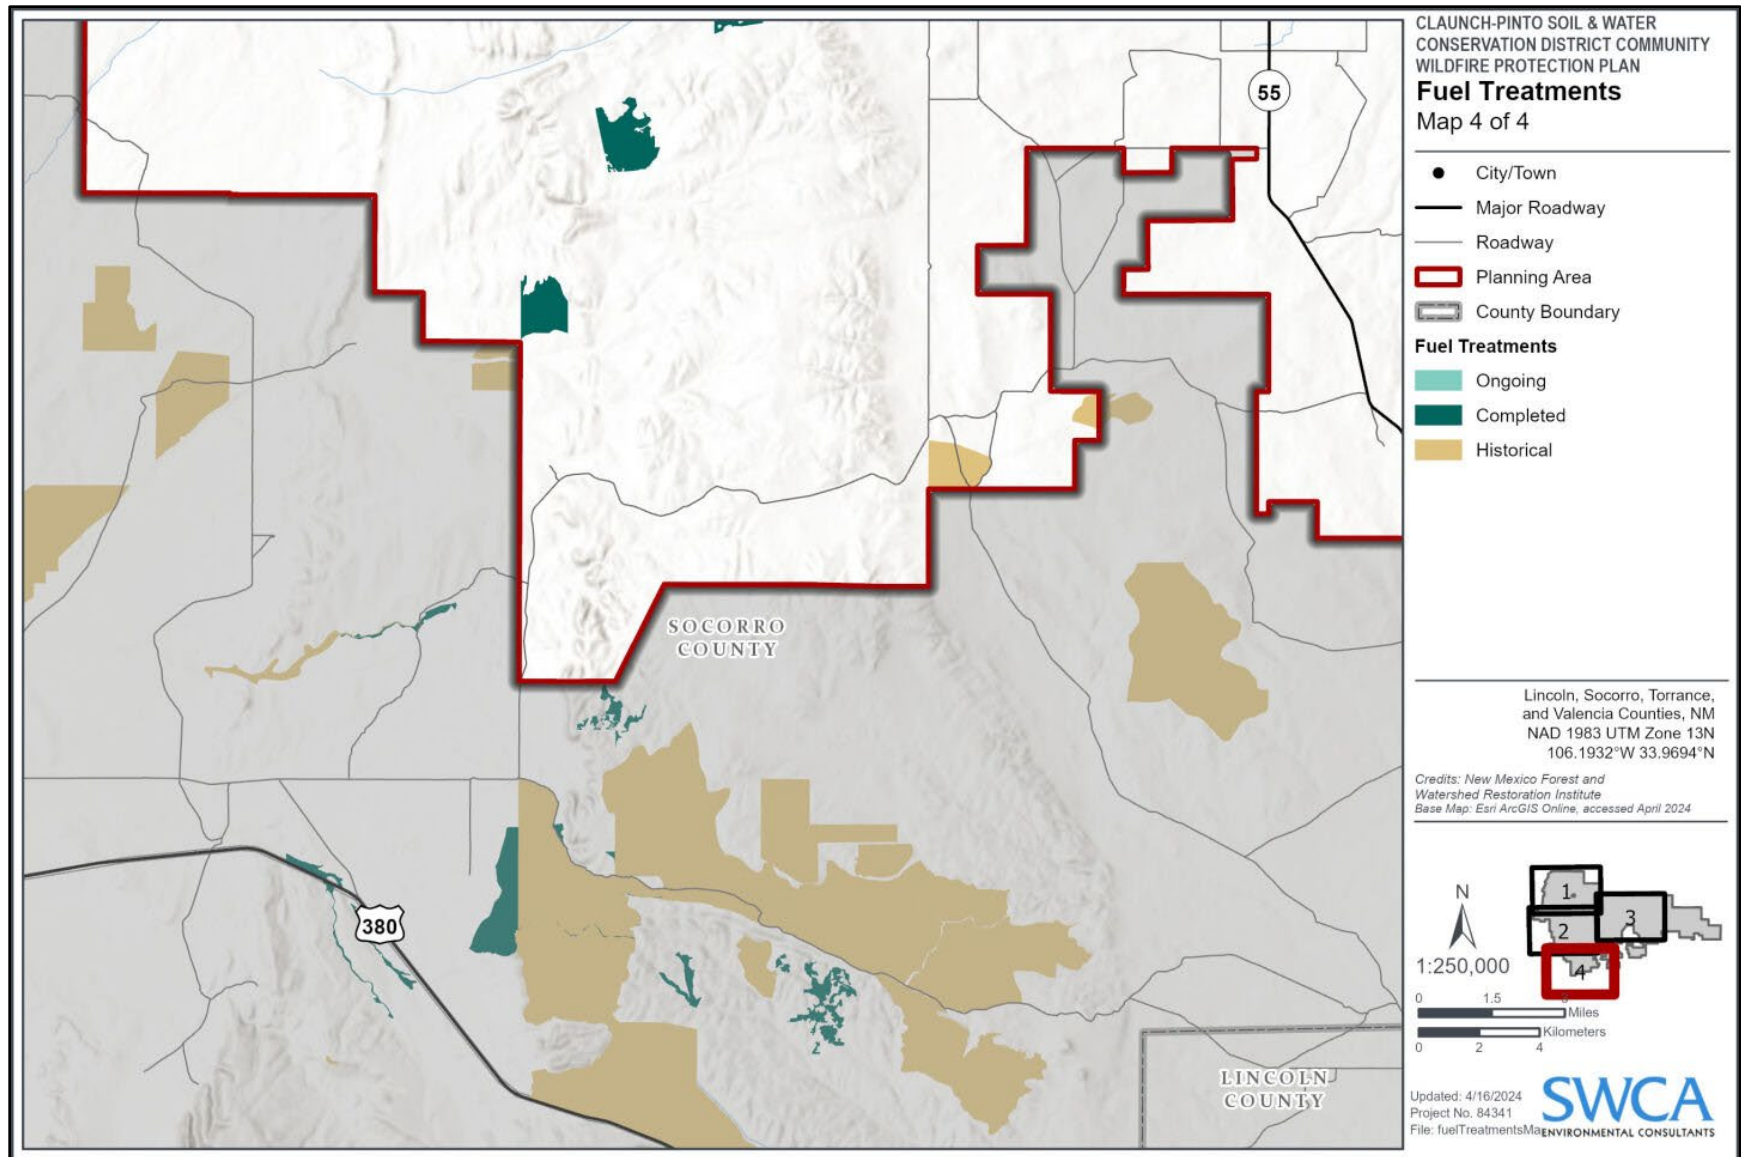 CLAUNCH-PINTO SOIL & WATER
CONSERVATION DISTRICT COMMUNITY
WILDFIRE PROTECTION PLAN
Fuel Treatments
Map 4 of 4
City/Town
Major Roadway
Roadway
Planning Area
County Boundary
Fuel Treatments
Ongoing
Completed
Historical
55
SOCORRO
COUNTY
380
LINCOLN
COUNTY
Lincoln, Socorro, Torrance,
and Valencia Counties, NM
NAD 1983 UTM Zone 13N
106.1932°W 33.9694°N
Credits: New Mexico Forest and
Watershed Restoration Institute
Base Map: Esri ArcGIS Online, accessed April 2024
N
1:250,000
1
2
3
4
0 1.5 3
Miles
Kilometers
0 2 4
Updated: 4/16/2024
Project No. 84341
File: fuelTreatmentsMa
SWCA
ENVIRONMENTAL CONSULTANTS